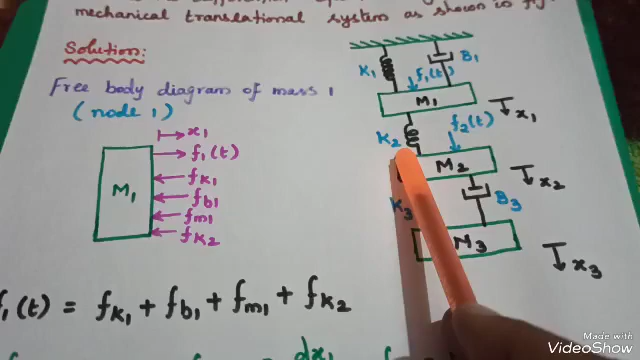 mechanical translational system as shown in fig
Solution:
Free body diagram of mass 1
(node 1)
x1
f1(t)
M1
fk1
fb1
fm1
fk2
f1(t) = fk1 + fb1 + fm1 + fk2
dx1
K1
B1
f1(t)
M1
x1
K2
f2(t)
M2
x2
K3
B3
M3
x3
Made with
VideoShow